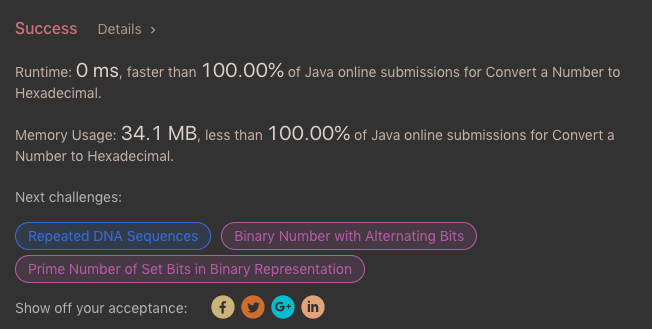 Success Details ›
Runtime: 0 ms, faster than 100.00% of Java online submissions for Convert a Number to
Hexadecimal.
Memory Usage: 34.1 MB, less than 100.00% of Java online submissions for Convert a
Number to Hexadecimal.
Next challenges:
Repeated DNA Sequences Binary Number with Alternating Bits
Prime Number of Set Bits in Binary Representation
Show off your acceptance: f G+ in